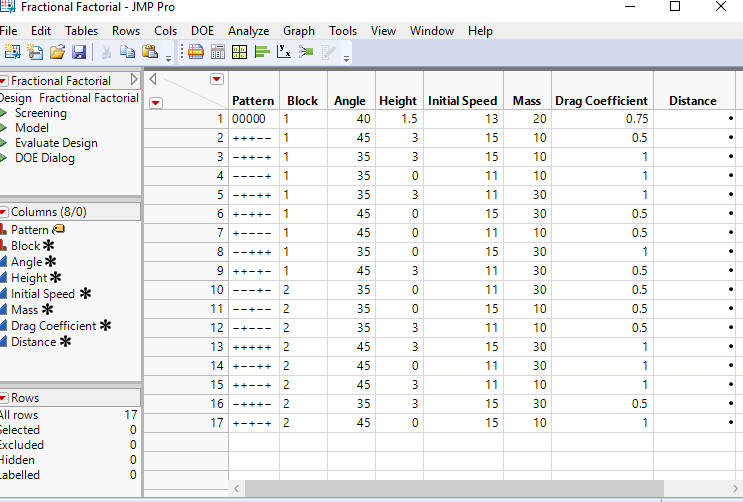 Fractional Factorial - JMP Pro
File Edit Tables Rows Cols DOE Analyze Graph Tools View Window Help
Fractional Factorial
Design Fractional Factorial
Screening
Model
Evaluate Design
DOE Dialog
Columns (8/0)
Pattern
Block ✱
Angle ✱
Height ✱
Initial Speed ✱
Mass ✱
Drag Coefficient ✱
Distance ✱
Rows
All rows 17
Selected 0
Excluded 0
Hidden 0
Labelled 0
Pattern Block Angle Height Initial Speed Mass Drag Coefficient Distance
1 00000 1 40 1.5 13 20 0.75 •
2 +++−− 1 45 3 15 10 0.5 •
3 −++−+ 1 35 3 15 10 1 •
4 −−−−+ 1 35 0 11 10 1 •
5 −+−++ 1 35 3 11 30 1 •
6 +−++− 1 45 0 15 30 0.5 •
7 +−−−− 1 45 0 11 10 0.5 •
8 −−+++ 1 35 0 15 30 1 •
9 ++−+− 1 45 3 11 30 0.5 •
10 −−−+− 2 35 0 11 30 0.5 •
11 −−+−− 2 35 0 15 10 0.5 •
12 −+−−− 2 35 3 11 10 0.5 •
13 +++++ 2 45 3 15 30 1 •
14 +−−++ 2 45 0 11 30 1 •
15 ++−−+ 2 45 3 11 10 1 •
16 −+++− 2 35 3 15 30 0.5 •
17 +−+−+ 2 45 0 15 10 1 •